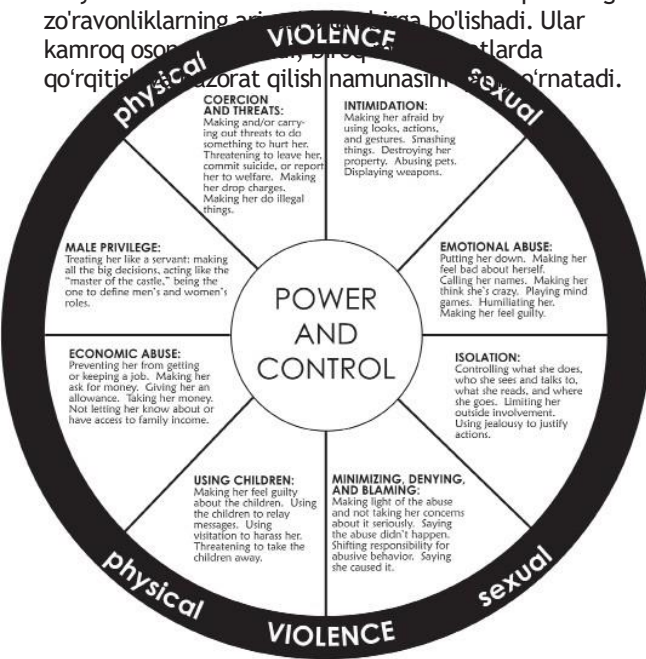 zo'ravonliklarning birga bo'lishadi. Ular
kamroq
qo'rqitish nazorat qilish namunasini o'rnatadi.
physical
VIOLENCE
sexual
COERCION
AND THREATS:
Making and/or carry-
ing out threats to do
something to hurt her.
Threatening to leave her,
commit suicide, or report
her to welfare. Making
her drop charges.
Making her do illegal
things.
INTIMIDATION:
Making her afraid by
using looks, actions,
and gestures. Smashing
things. Destroying her
property. Abusing pets.
Displaying weapons.
MALE PRIVILEGE:
Treating her like a servant: making
all the big decisions, acting like the
“master of the castle,” being the
one to define men's and women's
roles.
EMOTIONAL ABUSE:
Putting her down. Making her
feel bad about herself.
Calling her names. Making her
think she's crazy. Playing mind
games. Humiliating her.
Making her feel guilty.
POWER
AND
CONTROL
ECONOMIC ABUSE:
Preventing her from getting
or keeping a job. Making her
ask for money. Giving her an
allowance. Taking her money.
Not letting her know about or
have access to family income.
ISOLATION:
Controlling what she does,
who she sees and talks to,
what she reads, and where
she goes. Limiting her
outside involvement.
Using jealousy to justify
actions.
USING CHILDREN:
Making her feel guilty
about the children. Using
the children to relay
messages. Using
visitation to harass her.
Threatening to take the
children away.
MINIMIZING, DENYING,
AND BLAMING:
Making light of the abuse
and not taking her concerns
about it seriously. Saying
the abuse didn't happen.
Shifting responsibility for
abusive behavior. Saying
she caused it.
physical
VIOLENCE
sexual